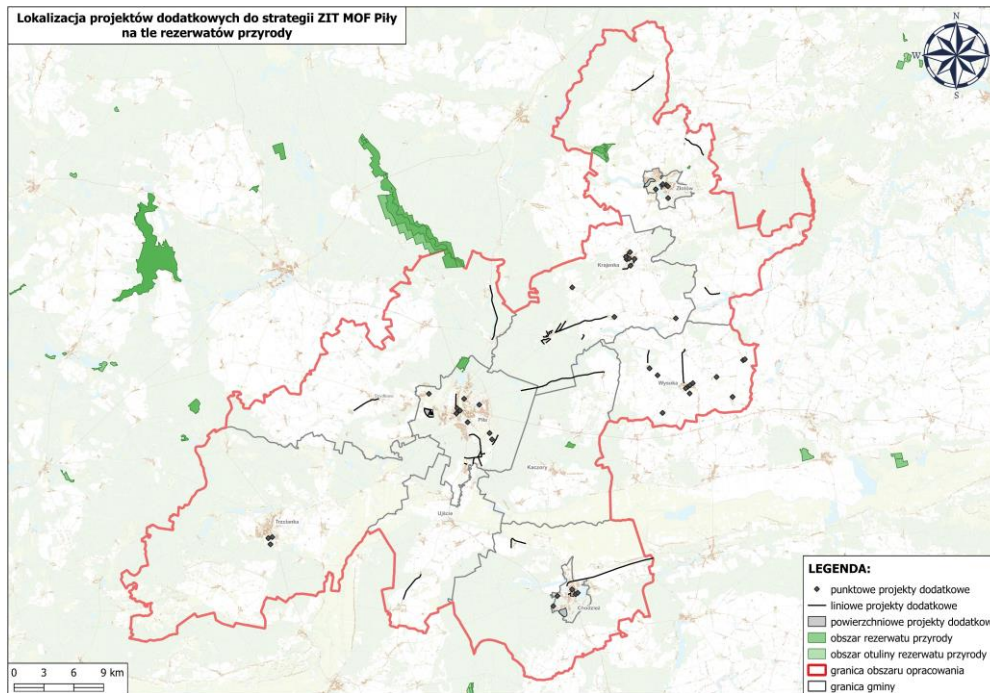 Lokalizacja projektów dodatkowych do strategii ZIT MOF Piły
na tle rezerwatów przyrody
N
W
E
S
Złotów
Krajenka
Wysoka
Piła
Kaczory
Ujście
Trzcianka
Chodzież
0 3 6 9 km
LEGENDA:
punktowe projekty dodatkowe
liniowe projekty dodatkowe
powierzchniowe projekty dodatkow
obszar rezerwatu przyrody
obszar otuliny rezerwatu przyrody
granica obszaru opracowania
granica gminy